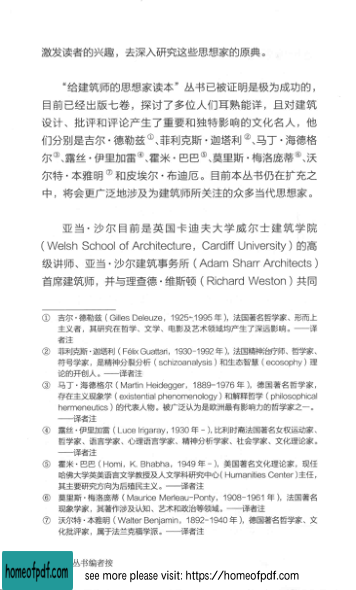 激发读者的兴趣，去深入研究这些思想家的原典。
“给建筑师的思想家读本”丛书已被证明是极为成功的，
目前已经出版七卷，探讨了多位人们耳熟能详，且对建筑
设计、批评和评论产生了重要和独特影响的文化名人，他
们分别是吉尔·德勒兹①、菲利克斯·迦塔利②、马丁·海德格
尔③、露丝·伊里加雷④、霍米·巴巴⑤、莫里斯·梅洛庞蒂⑥、沃
尔特·本雅明⑦和皮埃尔·布迪厄。目前本丛书仍在扩充之
中，将会更广泛地涉及为建筑师所关注的众多当代思想家。
亚当·沙尔目前是英国卡迪夫大学威尔士建筑学院
（Welsh School of Architecture，Cardiff University）的高
级讲师、亚当·沙尔建筑事务所（Adam Sharr Architects）
首席建筑师，并与理查德·维斯顿（Richard Weston）共同
① 吉尔·德勒兹（Gilles Deleuze，1925-1995年），法国著名哲学家、形而上
主义者，其研究在哲学、文学、电影及艺术领域均产生了深远影响。——译
者注
② 菲利克斯·迦塔利（Félix Guattari，1930-1992年），法国精神治疗师、哲学家、
符号学家，是精神分裂分析（schizoanalysis）和生态智慧（ecosophy）理
论的开创人。——译者注
③ 马丁·海德格尔（Martin Heidegger，1889-1976年），德国著名哲学家，
存在主义现象学（existential phenomenology）和解释哲学（philosophical
hermeneutics）的代表人物。被广泛认为是欧洲最有影响力的哲学家之一。
——译者注
④ 露丝·伊里加雷（Luce Irigaray，1930年-），比利时裔法国著名女权运动家、
哲学家、语言学家、心理语言学家、精神分析学家、社会学家、文化理论家。
——译者注
⑤ 霍米·巴巴（Homi，K. Bhabha，1949年-），美国著名文化理论家，现任
哈佛大学英美语言文学教授及人文学科研究中心（Humanities Center）主任，
其主要研究方向为后殖民主义。——译者注
⑥ 莫里斯·梅洛庞蒂（Maurice Merleau-Ponty，1908-1961年），法国著名
现象学家，其著作涉及认知、艺术和政治等领域。——译者注
⑦ 沃尔特·本雅明（Walter Benjamin，1892-1940年），德国著名哲学家、文
化批评家，属于法兰克福学派。——译者注
丛书编者按
homeofpdf.com
see more please visit: https://homeofpdf.com